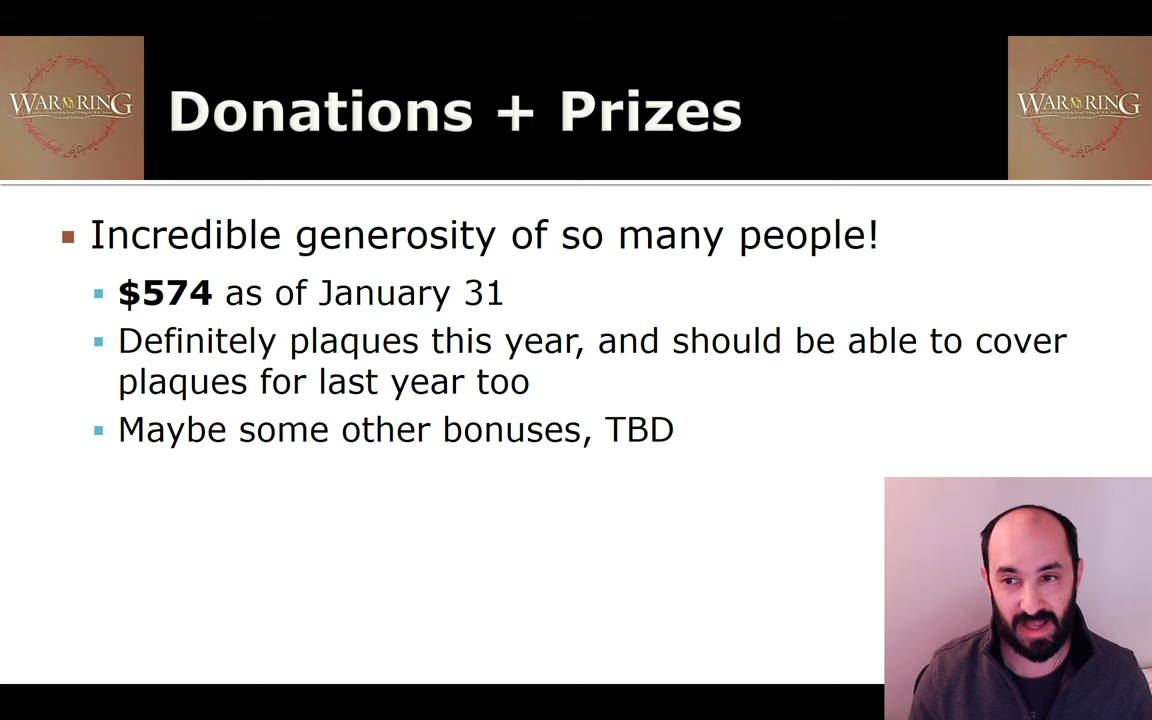 WAR OF THE RING
Donations + Prizes
WAR OF THE RING
Incredible generosity of so many people!
$574 as of January 31
Definitely plaques this year, and should be able to cover
plaques for last year too
Maybe some other bonuses, TBD